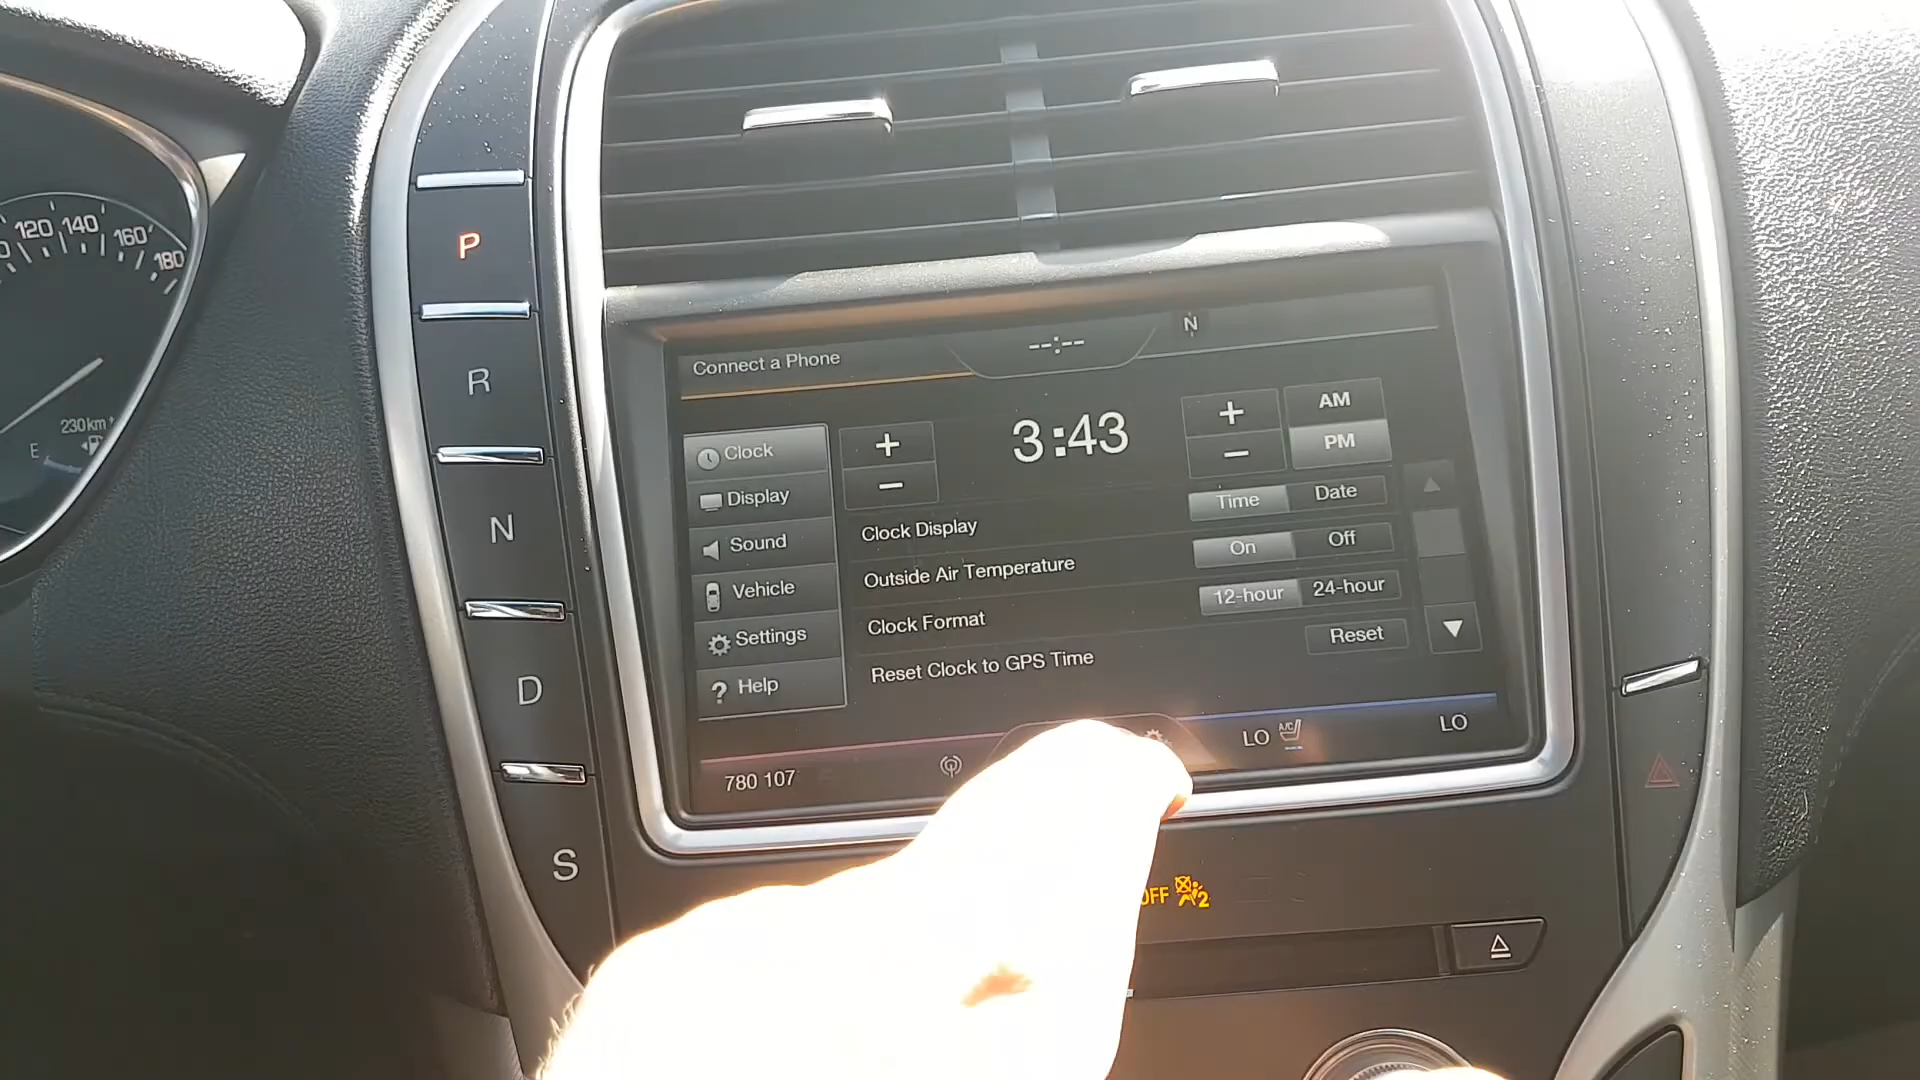 120 140 160 180
230 km
E
P
R
N
D
S
Connect a Phone
--:--
N
Clock
Display
Sound
Vehicle
Settings
? Help
+
-
3:43
+
-
AM
PM
Clock Display
Time Date
Outside Air Temperature
On Off
Clock Format
12-hour 24-hour
Reset Clock to GPS Time
Reset
780 107
LO
A/C
LO
OFF
2